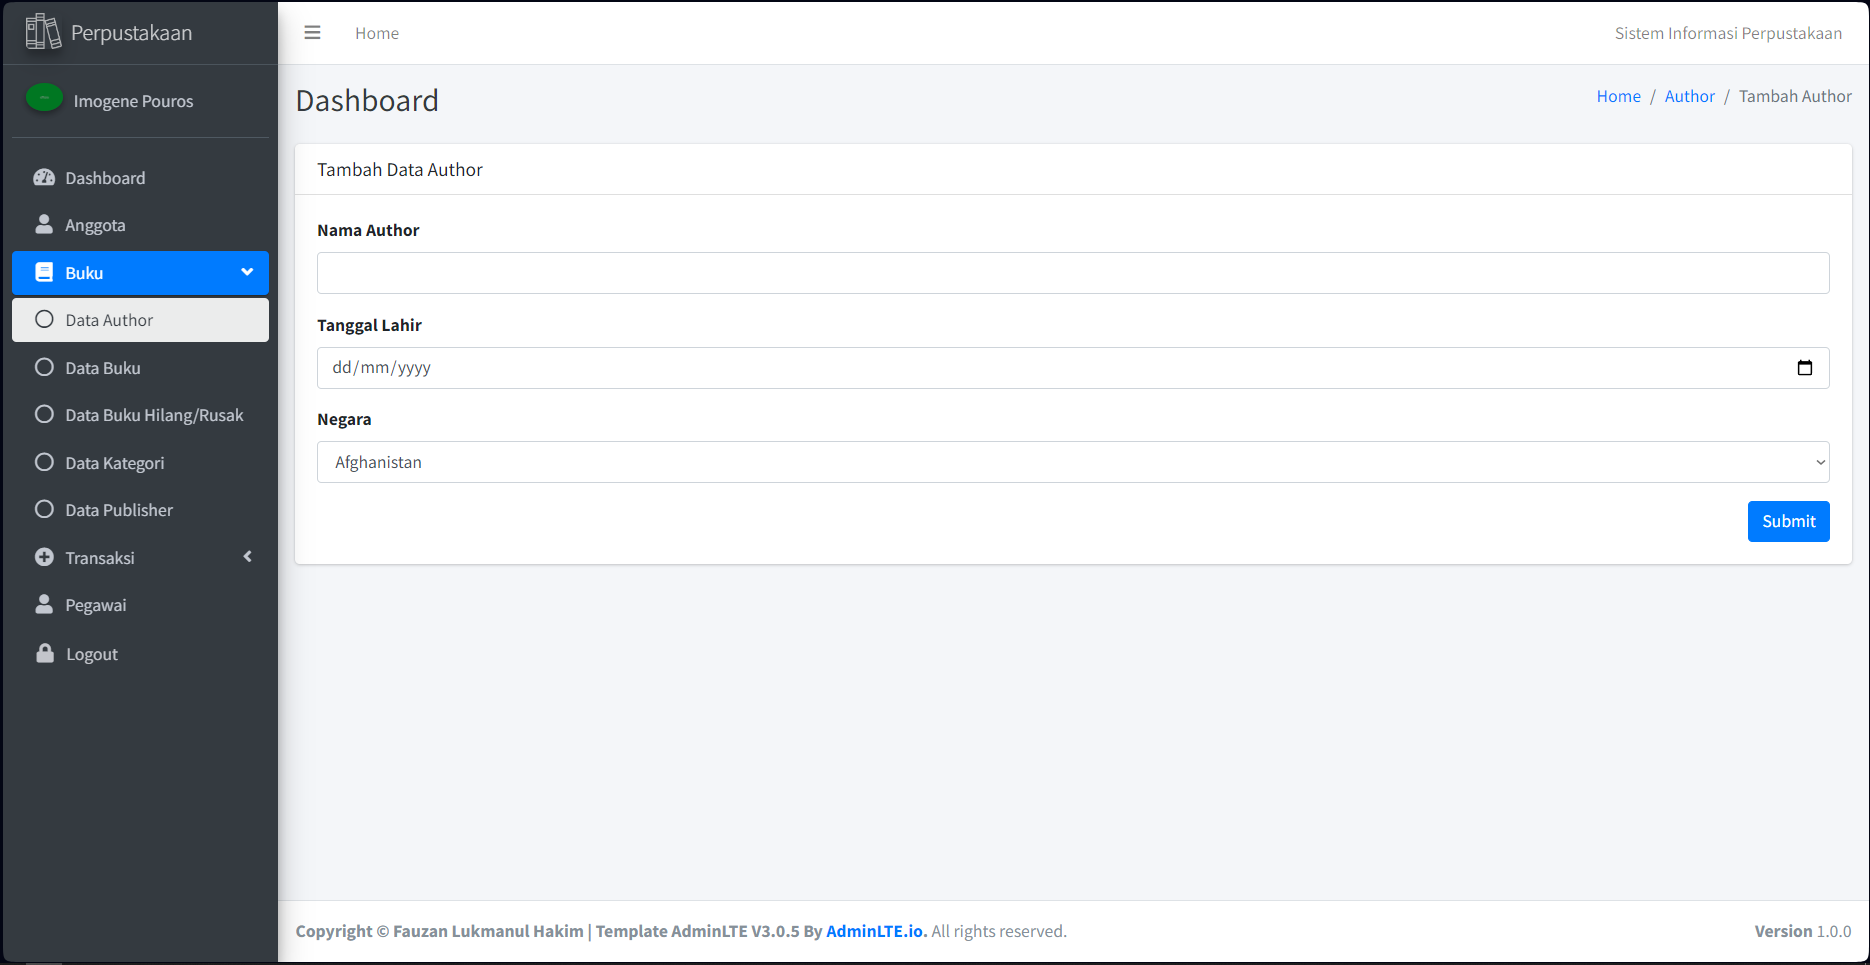 Perpustakaan
Home
Sistem Informasi Perpustakaan
Imogene Pouros
Dashboard
Anggota
Buku
Data Author
Data Buku
Data Buku Hilang/Rusak
Data Kategori
Data Publisher
Transaksi
Pegawai
Logout
Dashboard
Home / Author / Tambah Author
Tambah Data Author
Nama Author
Tanggal Lahir
dd/mm/yyyy
Negara
Afghanistan
Submit
Copyright © Fauzan Lukmanul Hakim | Template AdminLTE V3.0.5 By AdminLTE.io. All rights reserved.
Version 1.0.0